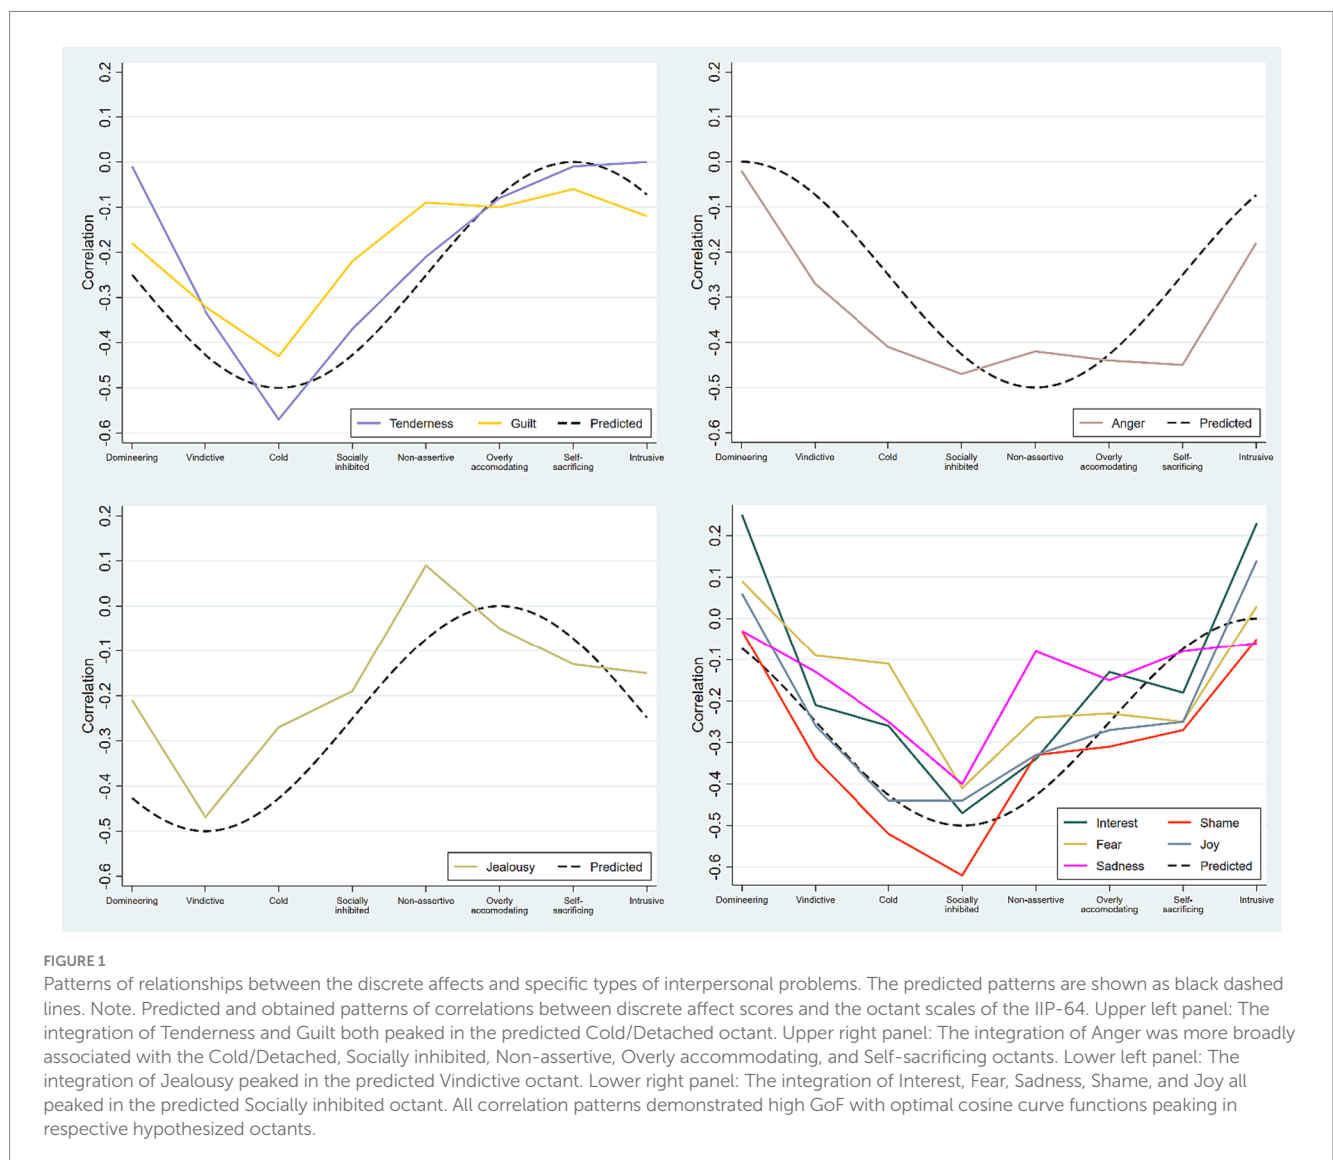 0.2
0.1
0.0
-0.1
-0.2
-0.3
-0.4
-0.5
-0.6
Correlation
Tenderness
Guilt
Predicted
Domineering
Vindictive
Cold
Socially
inhibited
Non-assertive
Overly
accomodating
Self-
sacrificing
Intrusive
0.2
0.1
0.0
-0.1
-0.2
-0.3
-0.4
-0.5
-0.6
Correlation
Anger
Predicted
Domineering
Vindictive
Cold
Socially
inhibited
Non-assertive
Overly
accomodating
Self-
sacrificing
Intrusive
0.2
0.1
0.0
-0.1
-0.2
-0.3
-0.4
-0.5
-0.6
Correlation
Jealousy
Predicted
Domineering
Vindictive
Cold
Socially
inhibited
Non-assertive
Overly
accomodating
Self-
sacrificing
Intrusive
0.2
0.1
0.0
-0.1
-0.2
-0.3
-0.4
-0.5
-0.6
Correlation
Interest
Shame
Fear
Joy
Sadness
Predicted
Domineering
Vindictive
Cold
Socially
inhibited
Non-assertive
Overly
accomodating
Self-
sacrificing
Intrusive
FIGURE 1
Patterns of relationships between the discrete affects and specific types of interpersonal problems. The predicted patterns are shown as black dashed
lines. Note. Predicted and obtained patterns of correlations between discrete affect scores and the octant scales of the IIP-64. Upper left panel: The
integration of Tenderness and Guilt both peaked in the predicted Cold/Detached octant. Upper right panel: The integration of Anger was more broadly
associated with the Cold/Detached, Socially inhibited, Non-assertive, Overly accommodating, and Self-sacrificing octants. Lower left panel: The
integration of Jealousy peaked in the predicted Vindictive octant. Lower right panel: The integration of Interest, Fear, Sadness, Shame, and Joy all
peaked in the predicted Socially inhibited octant. All correlation patterns demonstrated high GoF with optimal cosine curve functions peaking in
respective hypothesized octants.